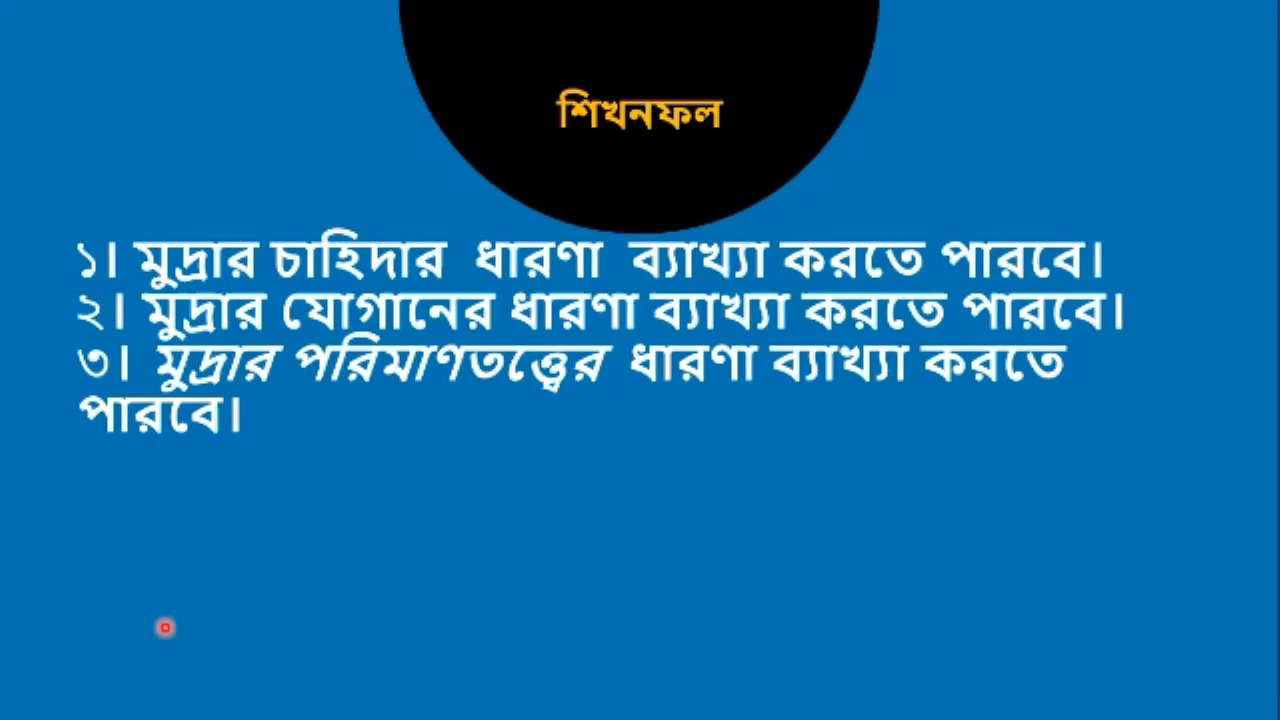 শিখনফল
১। মুদ্রার চাহিদার ধারণা ব্যাখ্যা করতে পারবে।
২। মুদ্রার যোগানের ধারণা ব্যাখ্যা করতে পারবে।
৩। মুদ্রার পরিমাণতত্ত্বের ধারণা ব্যাখ্যা করতে
পারবে।